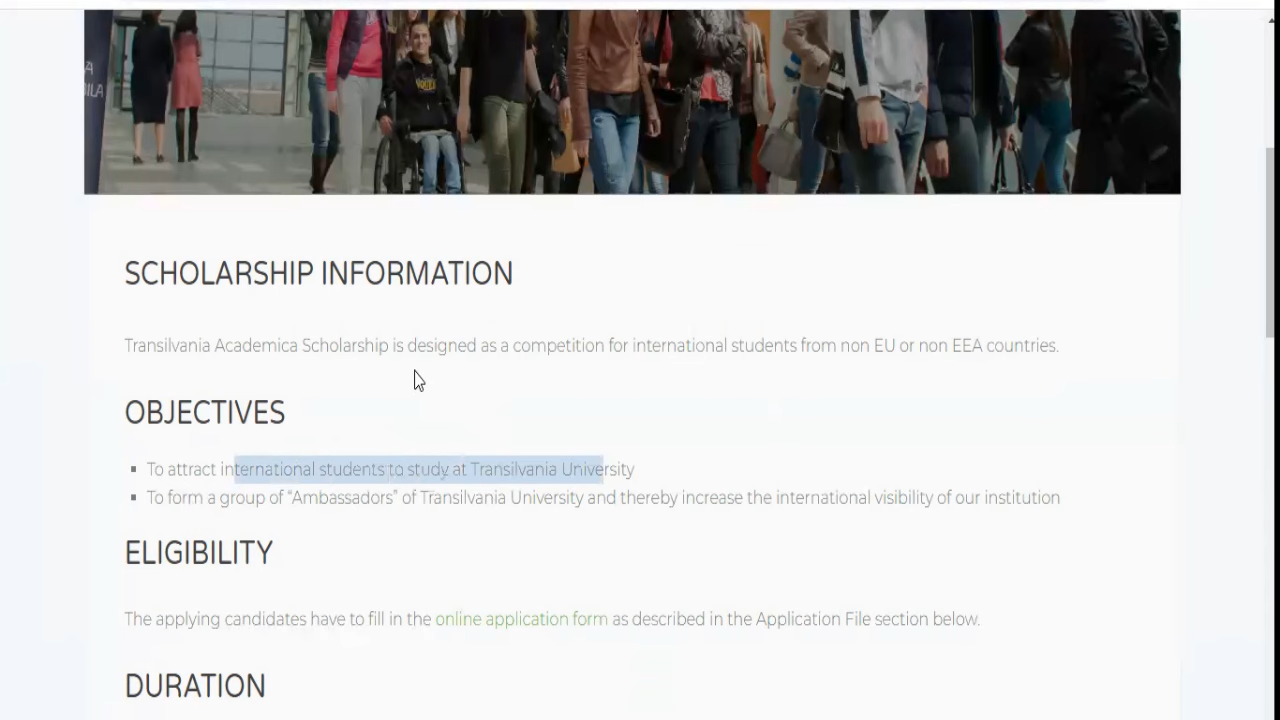 A
BILA
SCHOLARSHIP INFORMATION
Transilvania Academica Scholarship is designed as a competition for international students from non EU or non EEA countries.
OBJECTIVES
▪ To attract international students to study at Transilvania University
▪ To form a group of “Ambassadors” of Transilvania University and thereby increase the international visibility of our institution
ELIGIBILITY
The applying candidates have to fill in the online application form as described in the Application File section below.
DURATION